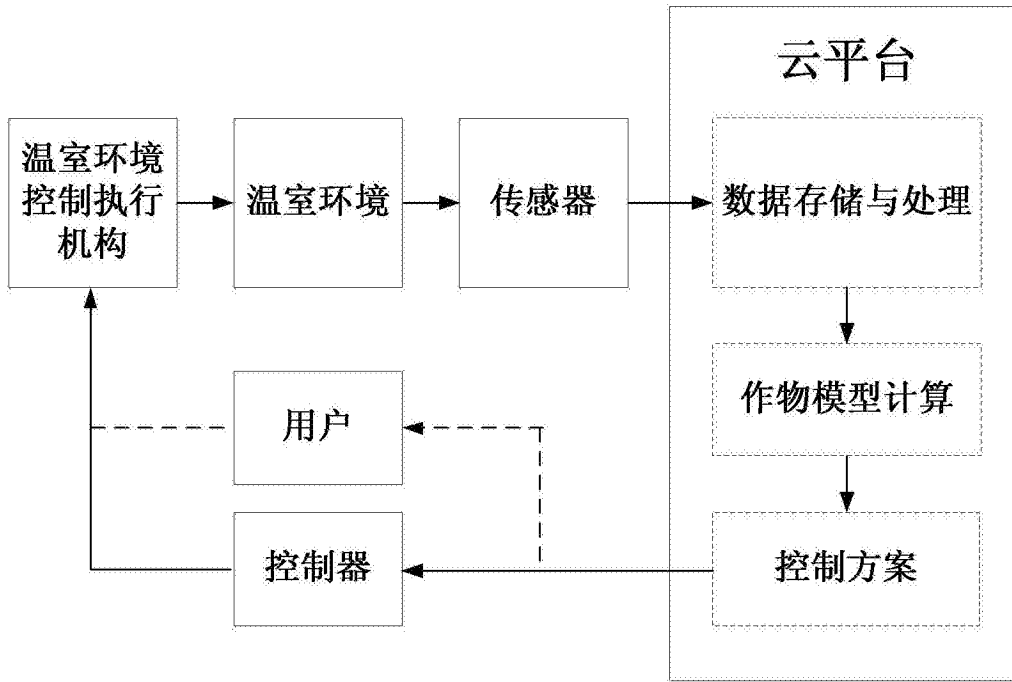 云平台
温室环境
控制执行
机构
温室环境
传感器
数据存储与处理
作物模型计算
用户
控制器
控制方案